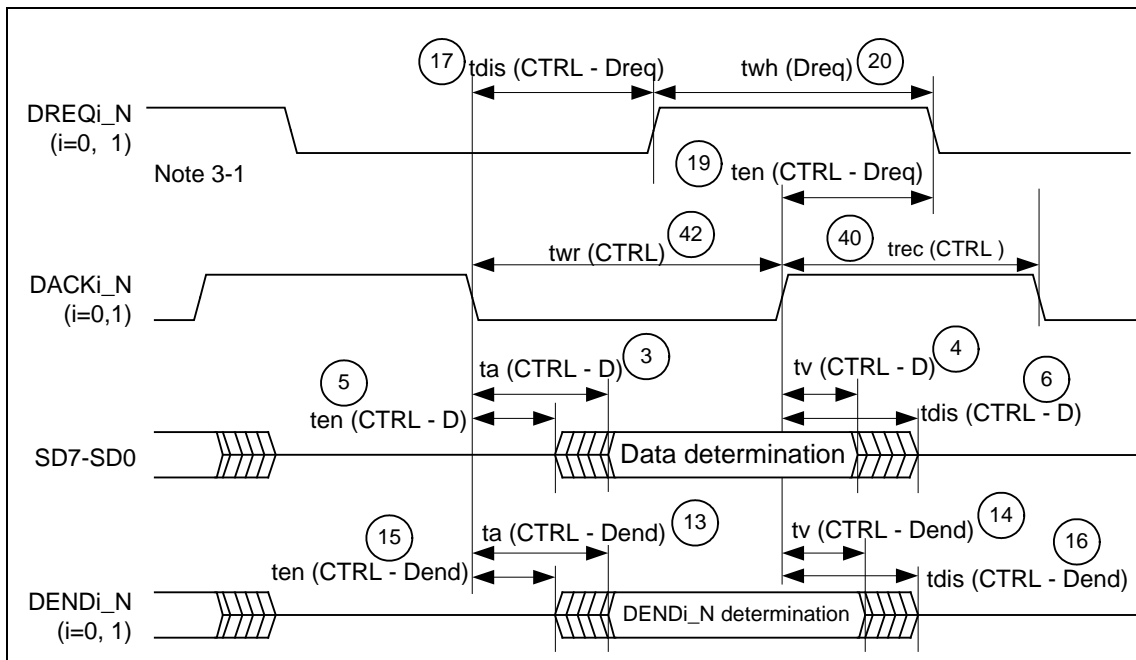 17
tdis (CTRL - Dreq)
twh (Dreq)
20
DREQi_N
(i=0, 1)
Note 3-1
19
ten (CTRL - Dreq)
twr (CTRL)
42
40
trec (CTRL )
DACKi_N
(i=0,1)
ta (CTRL - D)
3
tv (CTRL - D)
4
5
ten (CTRL - D)
6
tdis (CTRL - D)
SD7-SD0
Data determination
ta (CTRL - Dend)
13
tv (CTRL - Dend)
14
15
ten (CTRL - Dend)
16
tdis (CTRL - Dend)
DENDi_N
(i=0, 1)
DENDi_N determination